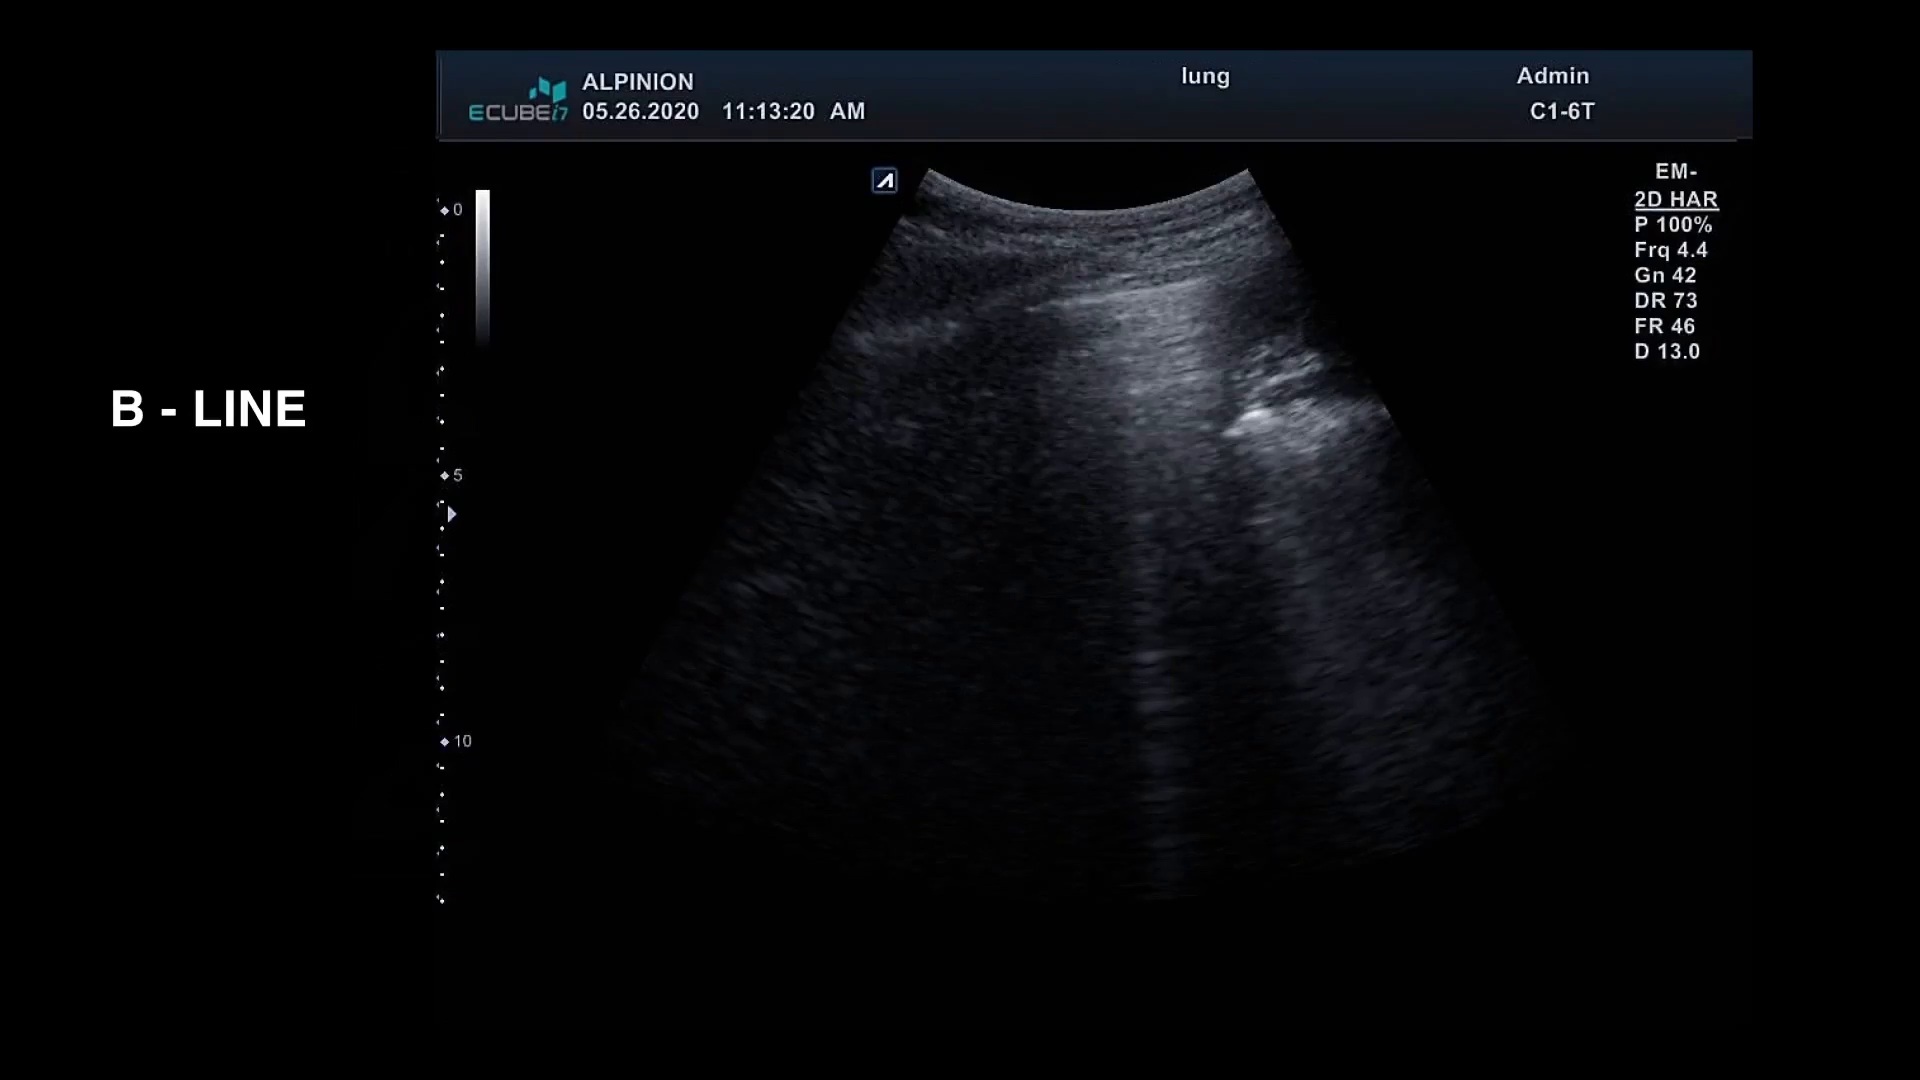 ALPINION
lung
Admin
ECUBEi7
05.26.2020 11:13:20 AM
C1-6T
EM-
2D HAR
P 100%
Frq 4.4
Gn 42
DR 73
FR 46
D 13.0
0
B - LINE
5
10